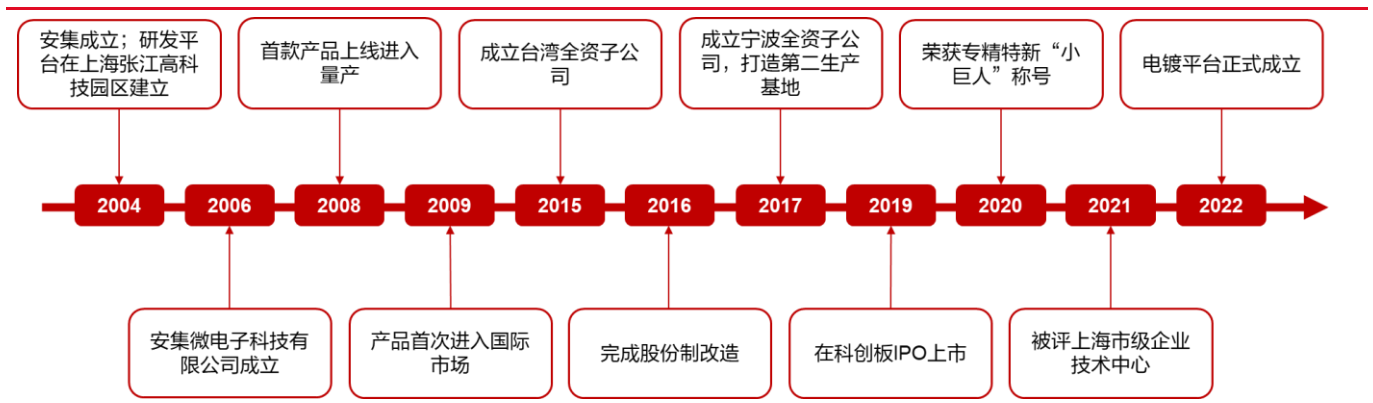 安集成立；研发平
台在上海张江高科
技园区建立
首款产品上线进入
量产
成立台湾全资子公
司
成立宁波全资子公
司，打造第二生产
基地
荣获专精特新“小
巨人”称号
电镀平台正式成立
2004
2006
2008
2009
2015
2016
2017
2019
2020
2021
2022
安集微电子科技有
限公司成立
产品首次进入国际
市场
完成股份制改造
在科创板IPO上市
被评上海市级企业
技术中心